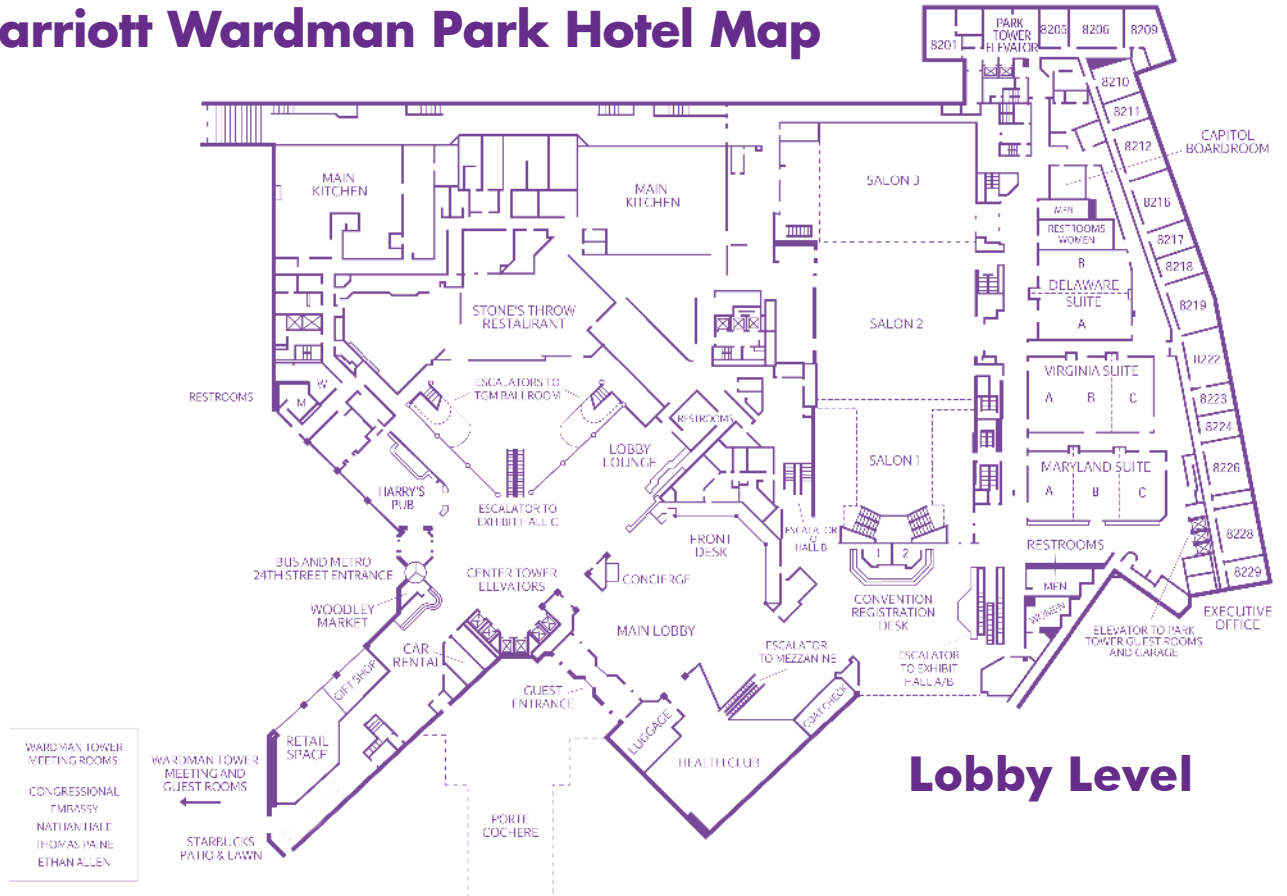 arriott Wardman Park Hotel Map
PARK
TOWER
ELEVATOR
8201
8205
8206
8209
8210
8211
8212
CAPITOL
BOARDROOM
MAIN
KITCHEN
MAIN
KITCHEN
SALON 3
8216
MEN
RESTROOMS
WOMEN
8217
8218
B
DELAWARE
SUITE
A
8219
STONE'S THROW
RESTAURANT
SALON 2
8222
VIRGINIA SUITE
A B C
8223
8224
RESTROOMS
W
M
ESCALATORS TO
TGM BALLROOM
RESTROOMS
LOBBY
LOUNGE
SALON 1
MARYLAND SUITE
A B C
8226
HARRY'S
PUB
ESCALATOR TO
EXHIBIT HALL C
FRONT
DESK
ESCALATOR
HALL B
1 2
RESTROOMS
8228
8229
BUS AND METRO
24TH STREET ENTRANCE
CENTER TOWER
ELEVATORS
CONCIERGE
MEN
WOMEN
WOODLEY
MARKET
CONVENTION
REGISTRATION
DESK
EXECUTIVE
OFFICE
MAIN LOBBY
ELEVATOR TO PARK
TOWER GUEST ROOMS
AND GARAGE
CAR
RENTAL
ESCALATOR
TO MEZZANINE
ESCALATOR
TO EXHIBIT
HALL A/B
GIFT SHOP
GUEST
ENTRANCE
COAT CHECK
LUGGAGE
RETAIL
SPACE
HEALTH CLUB
Lobby Level
WARDMAN TOWER
MEETING ROOMS
CONGRESSIONAL
EMBASSY
NATHAN HALE
THOMAS PAINE
ETHAN ALLEN
WARDMAN TOWER
MEETING AND
GUEST ROOMS
PORTE
COCHERE
STARBUCKS
PATIO & LAWN